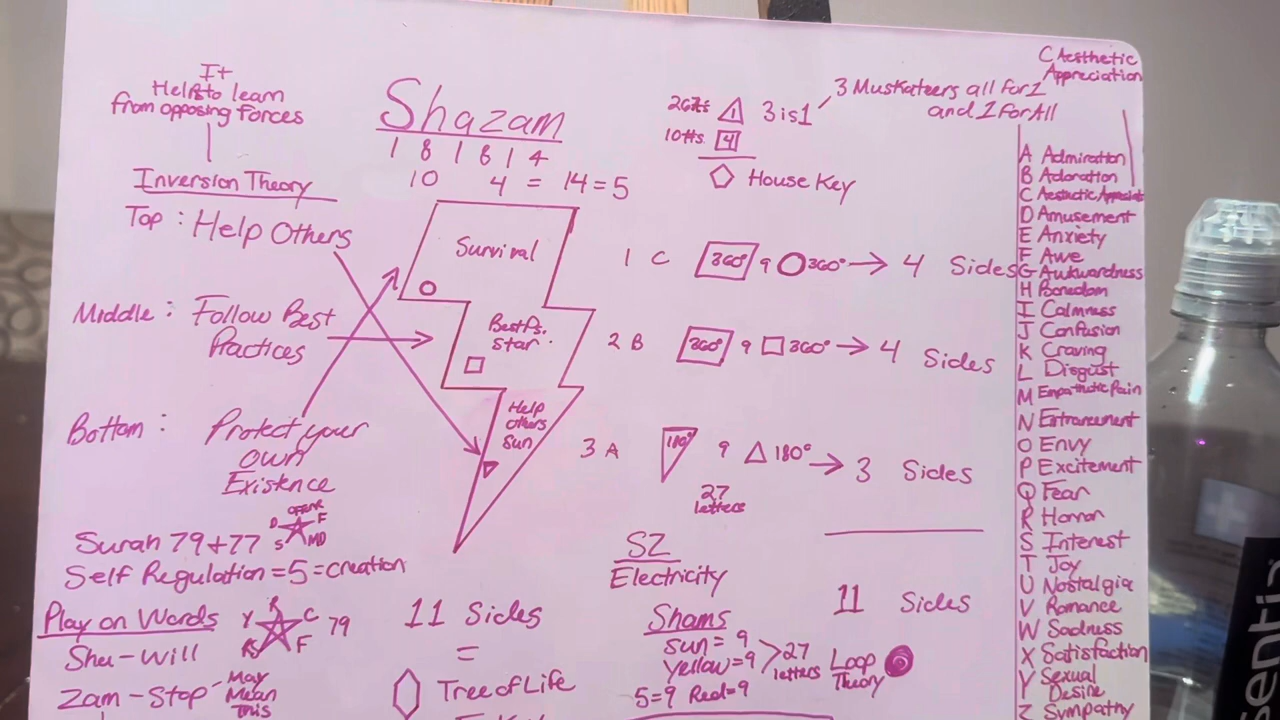 It
Helps to learn
from opposing forces
Inversion Theory
Top : Help Others
Middle : Follow Best
Practices
Bottom : Protect your
own
Existence
Surah 79+77
Self Regulation = 5 = creation
Play on Words
79
Sha - Will
Zam - Stop
May
Mean
This
Shazam
1 8 1 8 1 4
10 4 = 14 = 5
Survival
star
Help
others
sun
11 Sides
=
Tree of Life
1 3 is 1
3 Muskateers all for 1
and 1 for All
4
House Key
1 C 360° 9 360° → 4 Sides
2 B 360° 9 360° → 4 Sides
3 A 180° 9 180° → 3 Sides
27
letters
11 Sides
SZ
Electricity
Shams
sun = 9
yellow = 9 > 27
letters
5=9 Red=9
Loop
Theory
C Aesthetic
Appreciation
A Admiration
B Adoration
C Aesthetic
D Amusement
E Anxiety
F Awe
G Awkwardness
H Boredom
I Calmness
J Confusion
K Craving
L Disgust
M Empathetic Pain
N Entrancement
O Envy
P Excitement
Q Fear
R Horror
S Interest
T Joy
U Nostalgia
V Romance
W Sadness
X Satisfaction
Y Sexual
Desire
Z Sympathy
sentia